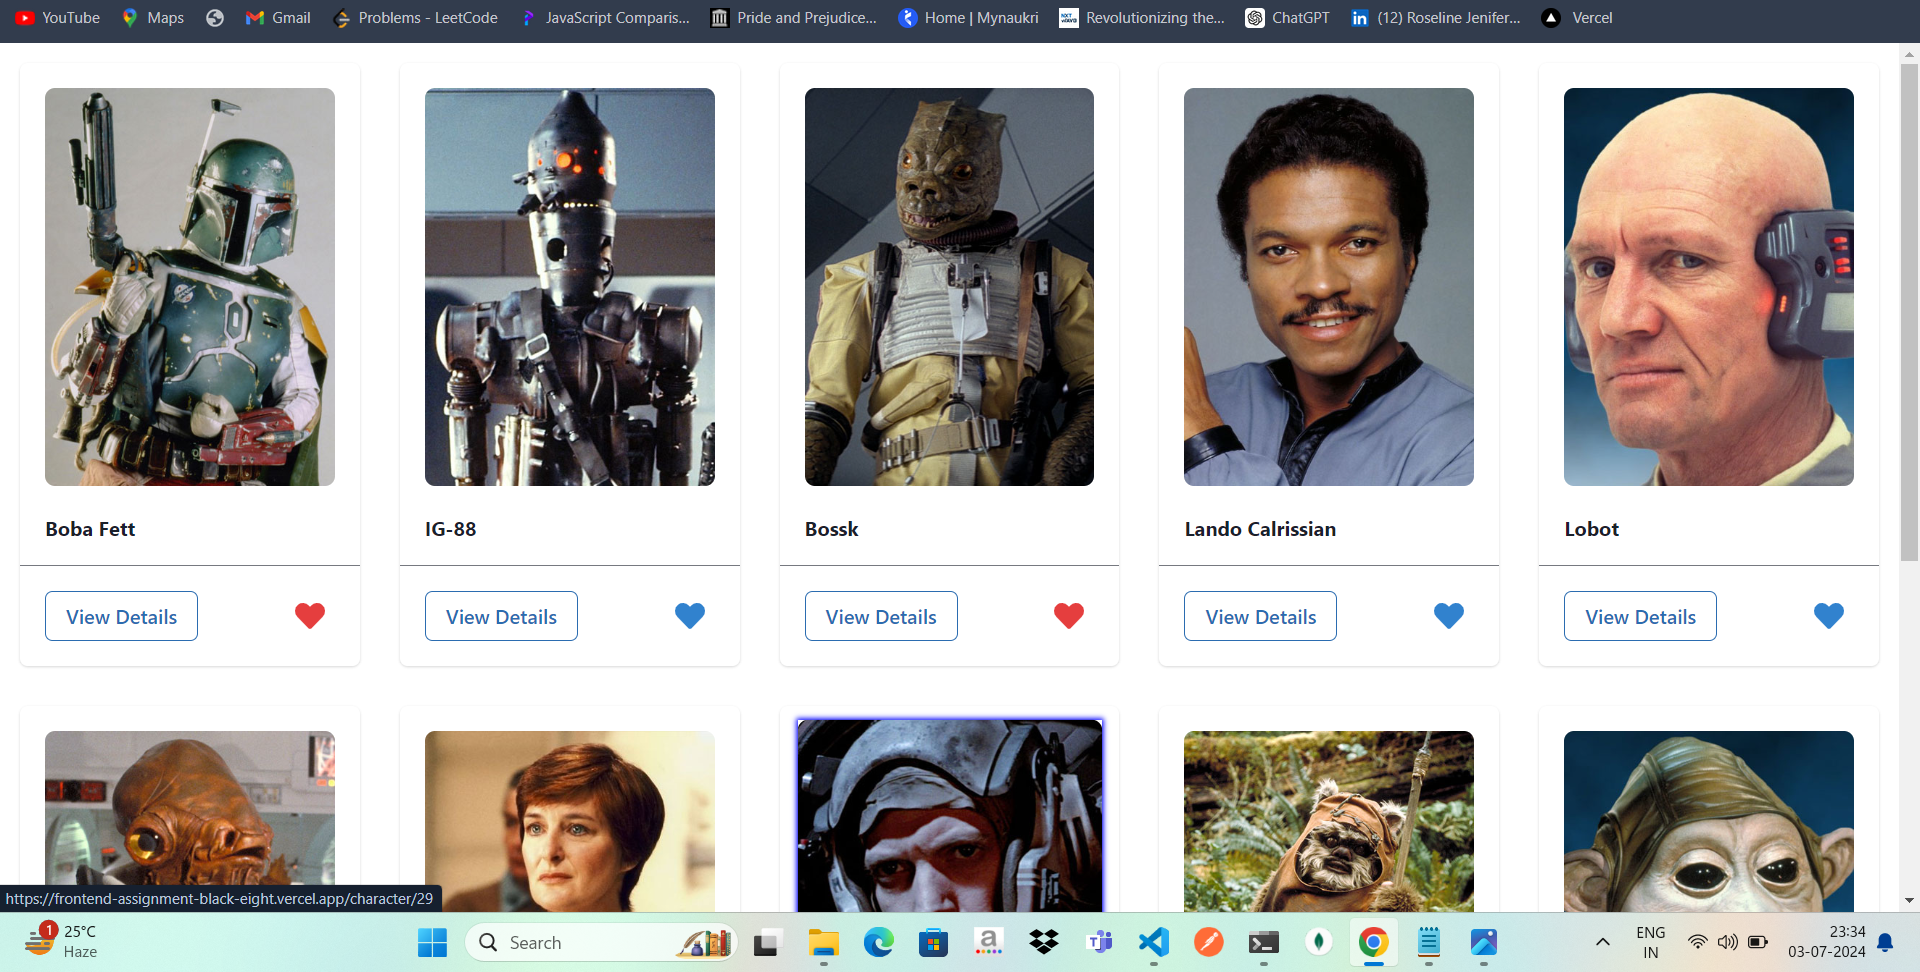 YouTube Maps Gmail Problems - LeetCode JavaScript Comparis... Pride and Prejudice... Home | Mynaukri Revolutionizing the... ChatGPT (12) Roseline Jenifer... Vercel
Boba Fett IG-88 Bossk Lando Calrissian Lobot
View Details View Details View Details View Details View Details
https://frontend-assignment-black-eight.vercel.app/character/29
1 25°C
Haze
Search
ENG
IN
23:34
03-07-2024